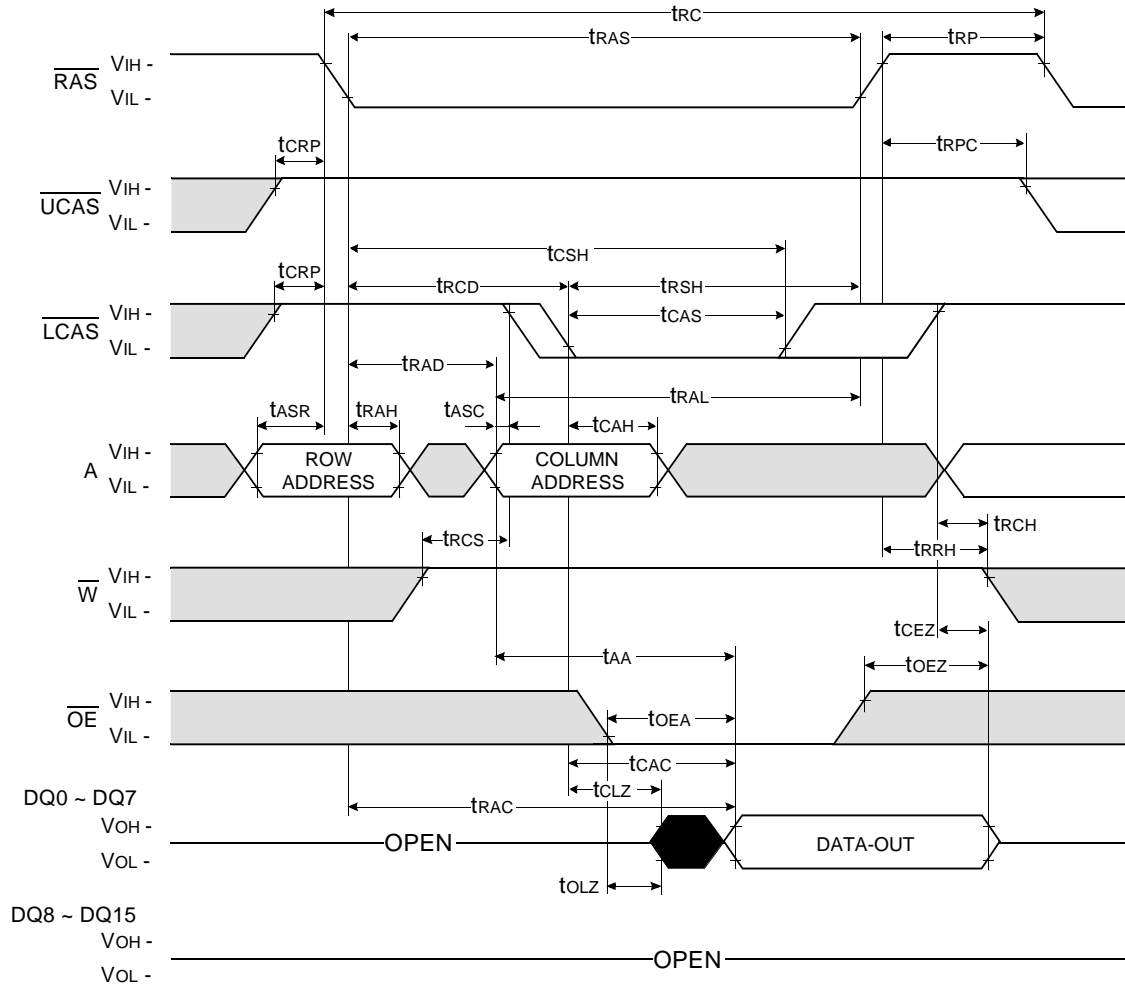 tRC
tRAS
tRP
RAS
VIH -
VIL -
tCRP
tRPC
UCAS
VIH -
VIL -
tCSH
tCRP
tRCD
tRSH
LCAS
VIH -
VIL -
tCAS
tRAD
tRAL
tASR
tRAH
tASC
tCAH
A
VIH -
VIL -
ROW
ADDRESS
COLUMN
ADDRESS
tRCS
tRCH
tRRH
W
VIH -
VIL -
tCEZ
tAA
tOEZ
OE
VIH -
VIL -
tOEA
tCAC
tCLZ
DQ0 ~ DQ7
tRAC
VOH -
VOL -
OPEN
DATA-OUT
tOLZ
DQ8 ~ DQ15
VOH -
VOL -
OPEN